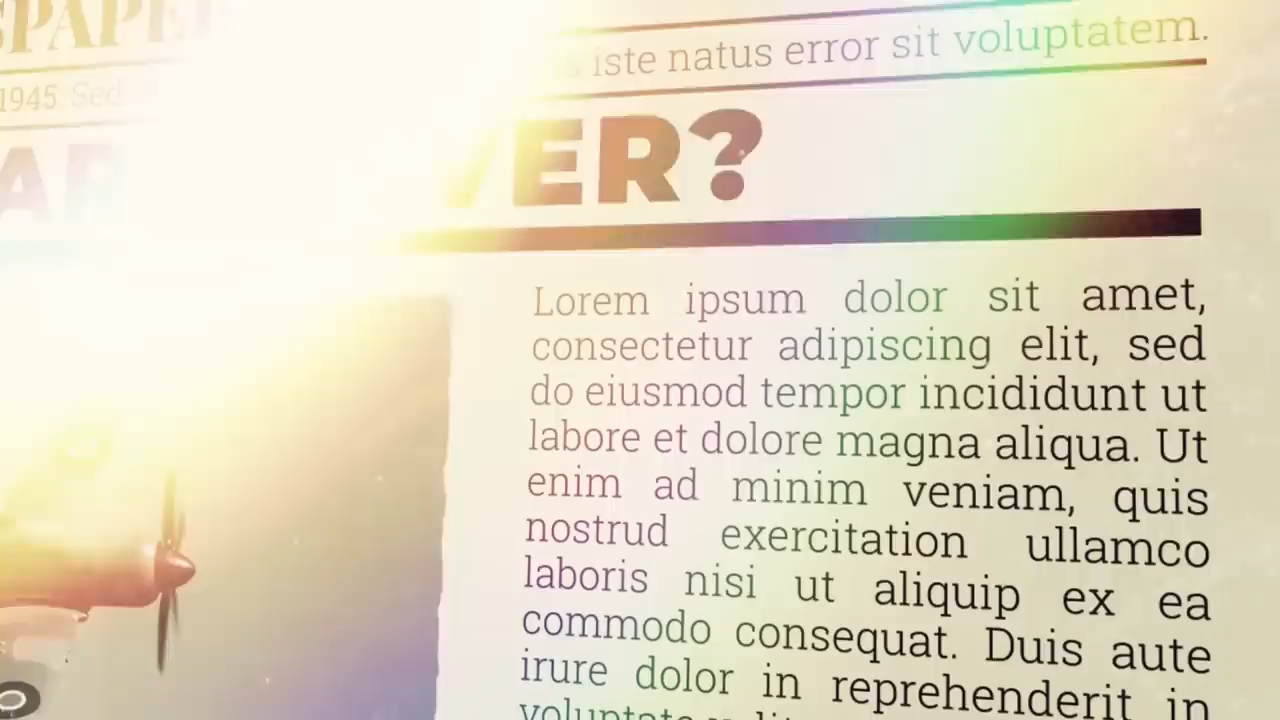 iste natus error sit voluptatem.
1945 Sed
ER?
Lorem ipsum dolor sit amet,
consectetur adipiscing elit, sed
do eiusmod tempor incididunt ut
labore et dolore magna aliqua. Ut
enim ad minim veniam, quis
nostrud exercitation ullamco
laboris nisi ut aliquip ex ea
commodo consequat. Duis aute
irure dolor in reprehenderit in